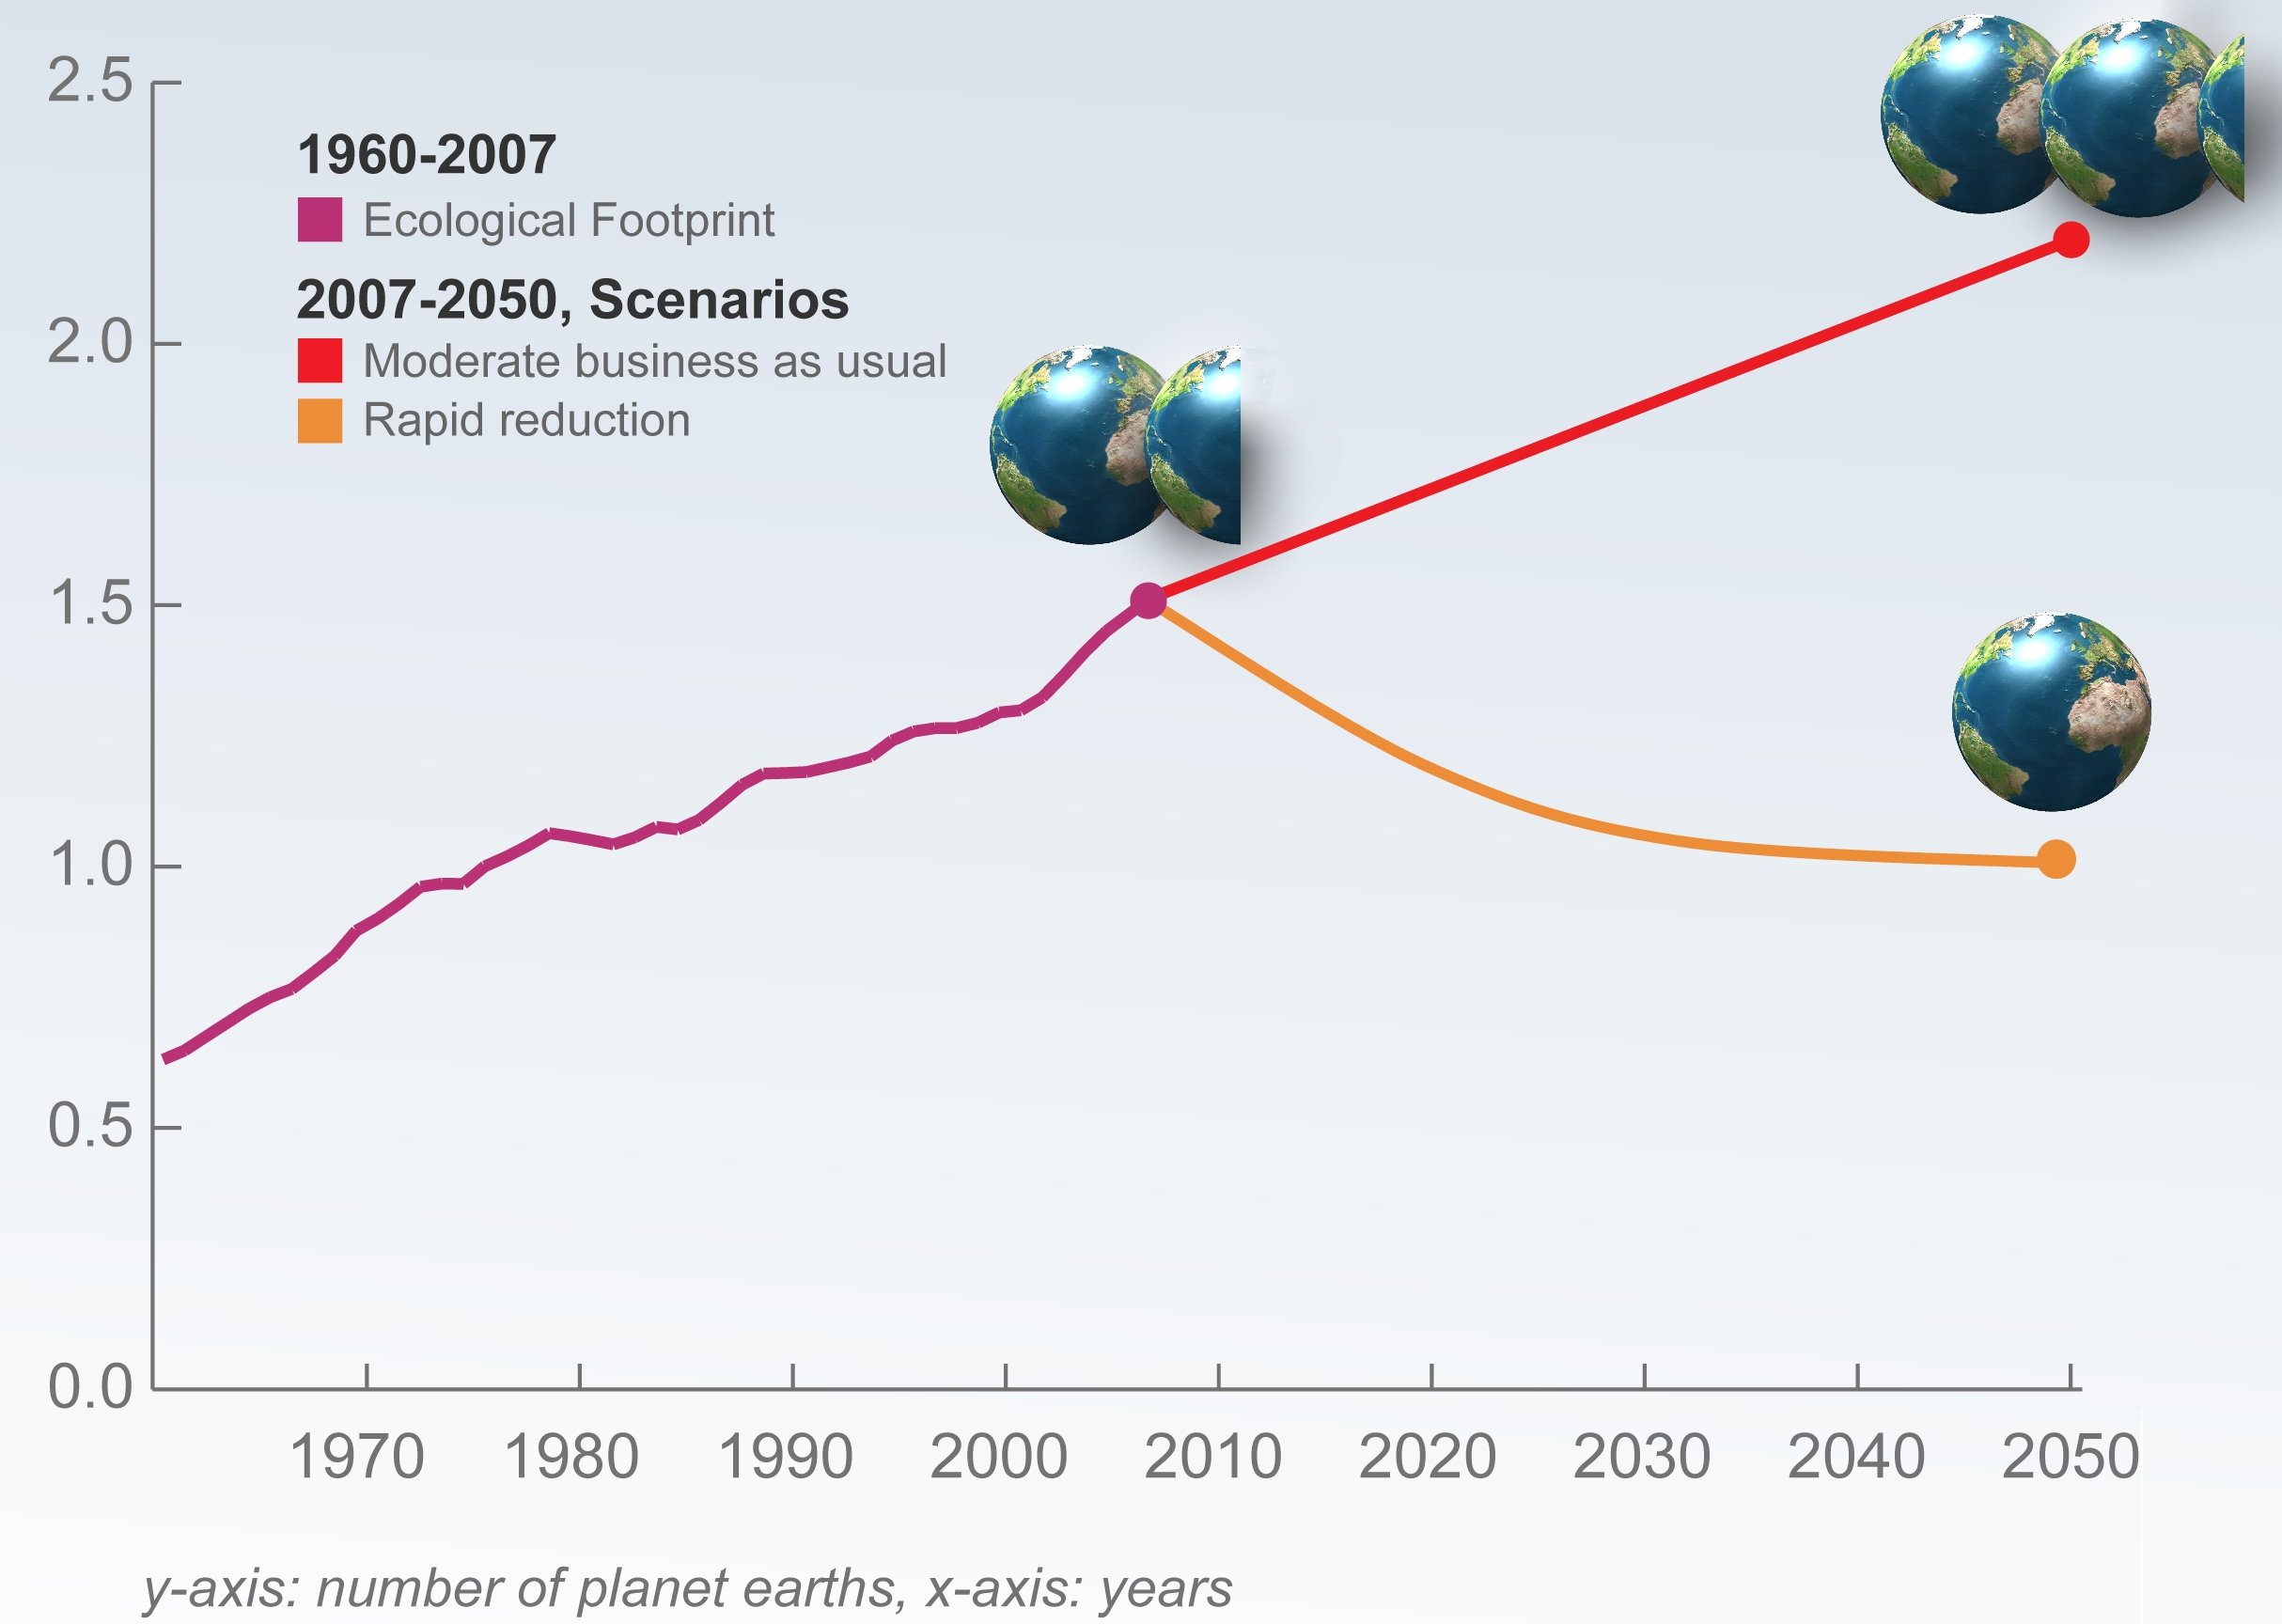 2.5
1960-2007
Ecological Footprint
2007-2050, Scenarios
2.0
Moderate business as usual
Rapid reduction
1.5
1.0
0.5
0.0
1970 1980 1990 2000 2010 2020 2030 2040 2050
y-axis: number of planet earths, x-axis: years